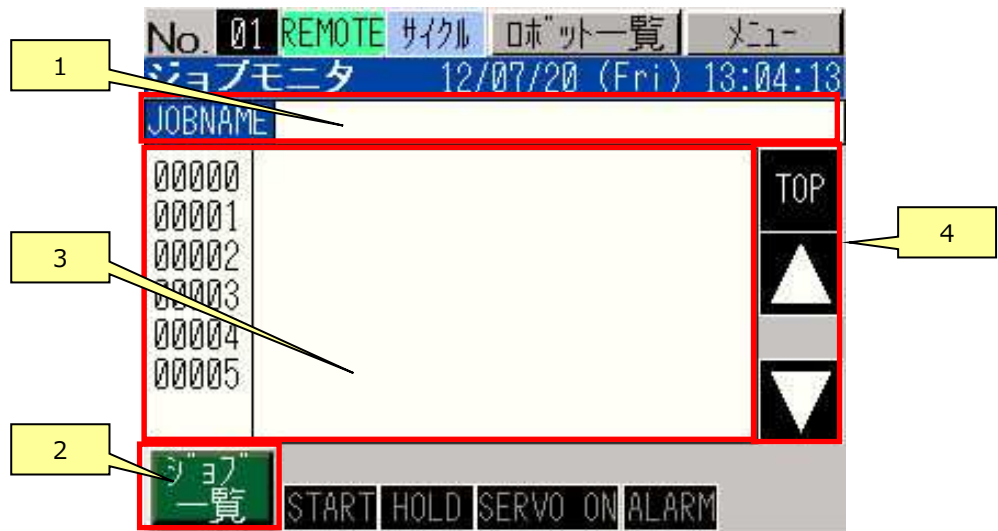 No. 01 REMOTE サイクル ロボット一覧 メニュー
ジョブモニタ 12/07/20 (Fri) 13:04:13
1
JOBNAME
00000
00001
00002
00003
00004
00005
TOP
4
3
2
ジョブ
一覧
START HOLD SERVO ON ALARM